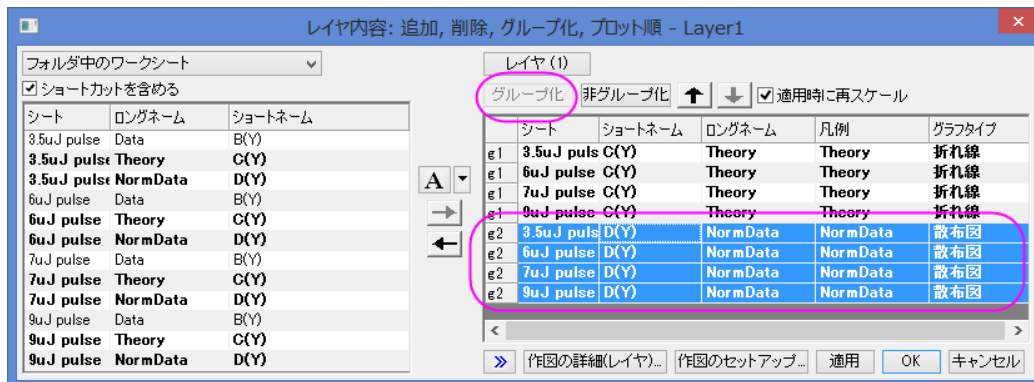 レイヤ内容: 追加, 削除, グループ化, プロット順 - Layer1
フォルダ中のワークシート
ショートカットを含める
シート ロングネーム ショートネーム
3.5uJ pulse Data B(Y)
3.5uJ pulse Theory C(Y)
3.5uJ pulse NormData D(Y)
6uJ pulse Data B(Y)
6uJ pulse Theory C(Y)
6uJ pulse NormData D(Y)
7uJ pulse Data B(Y)
7uJ pulse Theory C(Y)
7uJ pulse NormData D(Y)
9uJ pulse Data B(Y)
9uJ pulse Theory C(Y)
9uJ pulse NormData D(Y)
A
レイヤ (1)
グループ化 非グループ化 適用時に再スケール
シート ショートネーム ロングネーム 凡例 グラフタイプ
g1 3.5uJ puls C(Y) Theory Theory 折れ線
g1 6uJ pulse C(Y) Theory Theory 折れ線
g1 7uJ pulse C(Y) Theory Theory 折れ線
g1 9uJ pulse C(Y) Theory Theory 折れ線
g2 3.5uJ puls D(Y) NormData NormData 散布図
g2 6uJ pulse D(Y) NormData NormData 散布図
g2 7uJ pulse D(Y) NormData NormData 散布図
g2 9uJ pulse D(Y) NormData NormData 散布図
作図の詳細(レイヤ)... 作図のセットアップ... 適用 OK キャンセル